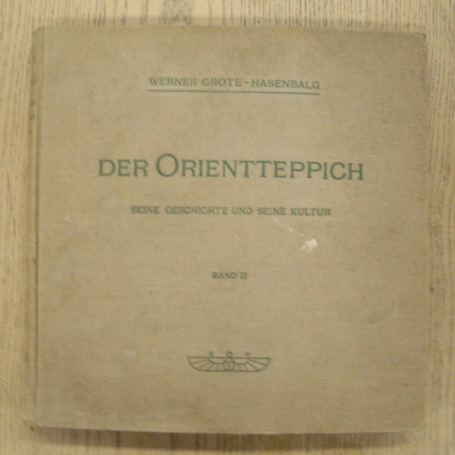 WERNER GROTE-HASENBALG
DER ORIENTTEPPICH
SEINE GESCHICHTE UND SEINE KULTUR
BAND II